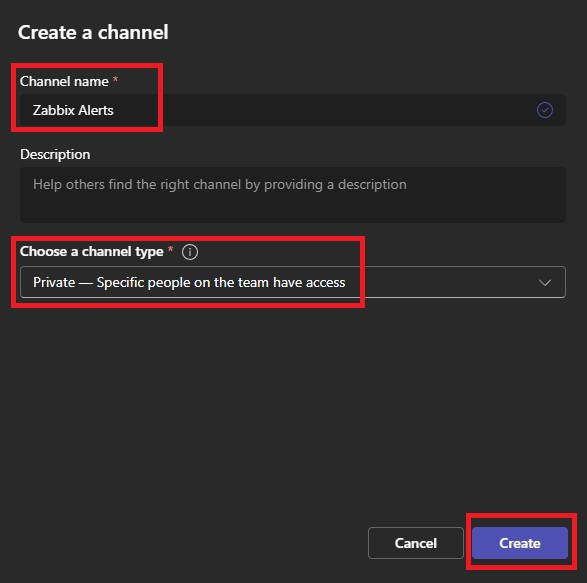 Create a channel
Channel name *
Zabbix Alerts
Description
Help others find the right channel by providing a description
Choose a channel type *
Private — Specific people on the team have access
Cancel
Create